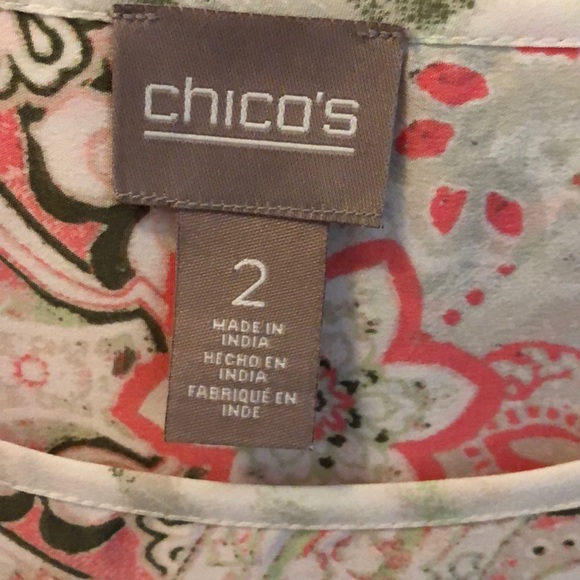 chico's
2
MADE IN
INDIA
HECHO EN
INDIA
FABRIQUÉ EN
INDE